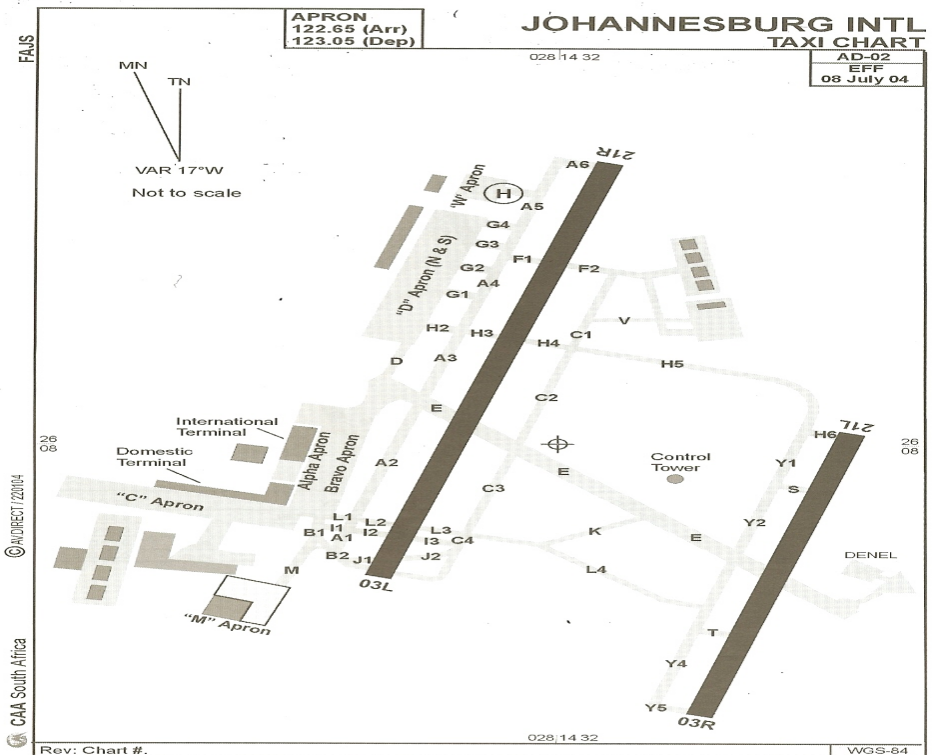 APRON
122.65 (Arr)
123.05 (Dep)
JOHANNESBURG INTL
TAXI CHART
AD-02
EFF
08 July 04
FAJS
028 14 32
MN
TN
VAR 17°W
Not to scale
21R
A6
"W" Apron
H
A5
G4
G3
"D" Apron (N & S)
F1
F2
G2
A4
G1
V
H2
H3
C1
H4
D
A3
H5
C2
E
International
Terminal
26
08
21L
H6
26
08
Domestic
Terminal
Alpha Apron
Bravo Apron
A2
E
Control
Tower
Y1
"C" Apron
C3
S
L1
L2
Y2
B1
I1
I2
L3
K
A1
I3
C4
E
B2
J1
J2
DENEL
M
L4
03L
"M" Apron
T
Y4
Y5
03R
© AV.DIRECT / 220104
CAA South Africa
028 14 32
Rev: Chart #.
WGS-84